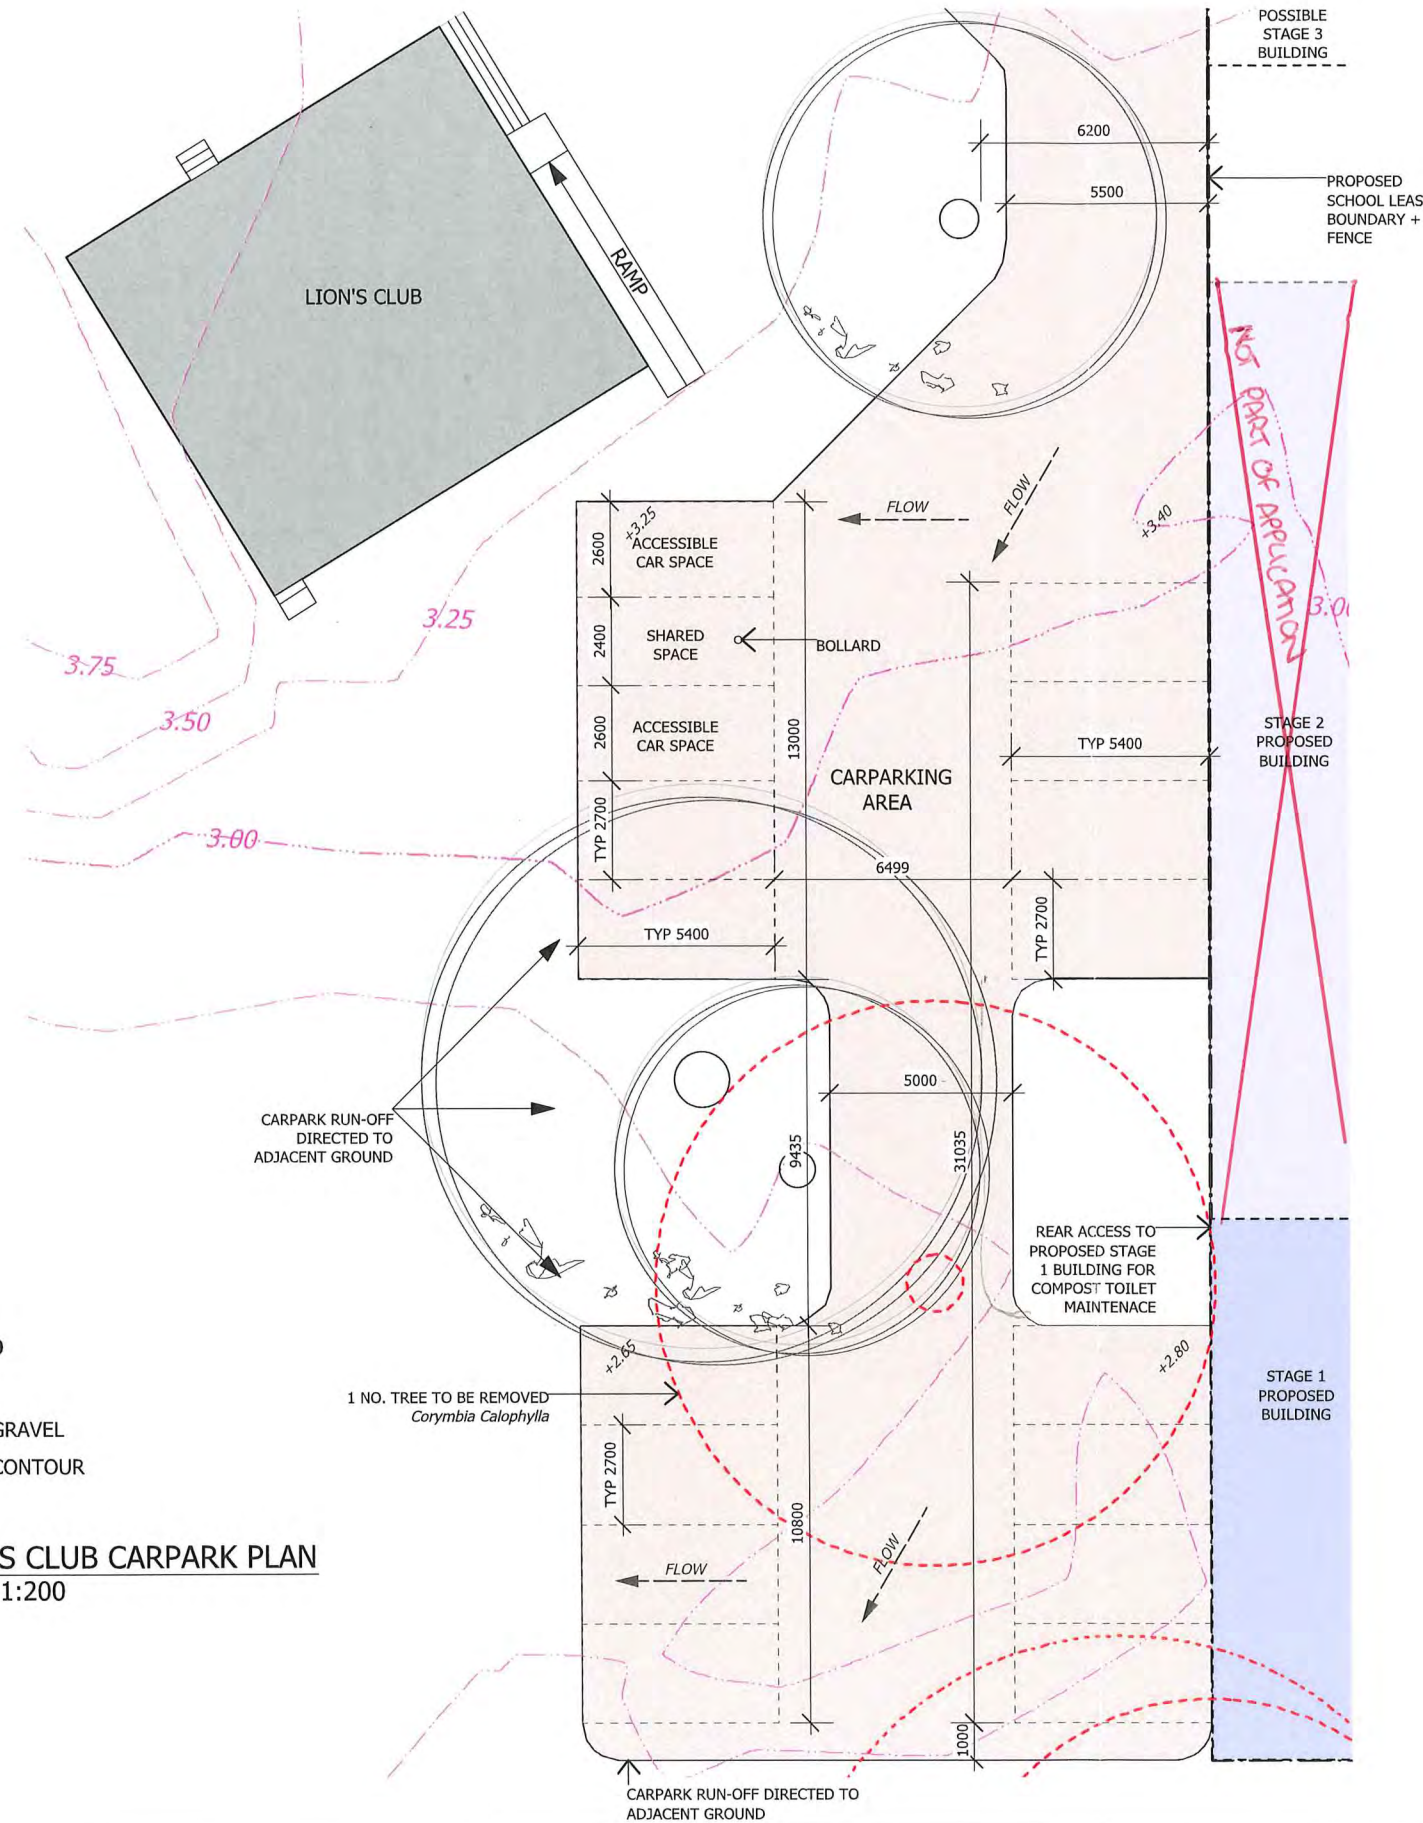 POSSIBLE
STAGE 3
BUILDING
6200
5500
PROPOSED
SCHOOL LEAS
BOUNDARY +
FENCE
RAMP
LION'S CLUB
NOT PART OF APPLICATION
FLOW
FLOW
+3.25
+3.40
2600
ACCESSIBLE
CAR SPACE
3.25
3.00
2400
SHARED
SPACE
BOLLARD
3.75
3.50
2600
ACCESSIBLE
CAR SPACE
13000
TYP 5400
STAGE 2
PROPOSED
BUILDING
CARPARKING
AREA
TYP 2700
3.00
6499
TYP 2700
TYP 5400
5000
CARPARK RUN-OFF
DIRECTED TO
ADJACENT GROUND
9435
31035
REAR ACCESS TO
PROPOSED STAGE
1 BUILDING FOR
COMPOST TOILET
MAINTENACE
+2.65
+2.80
1 NO. TREE TO BE REMOVED
Corymbia Calophylla
STAGE 1
PROPOSED
BUILDING
GRAVEL
CONTOUR
TYP 2700
10800
FLOW
FLOW
S CLUB CARPARK PLAN
1:200
1000
CARPARK RUN-OFF DIRECTED TO
ADJACENT GROUND